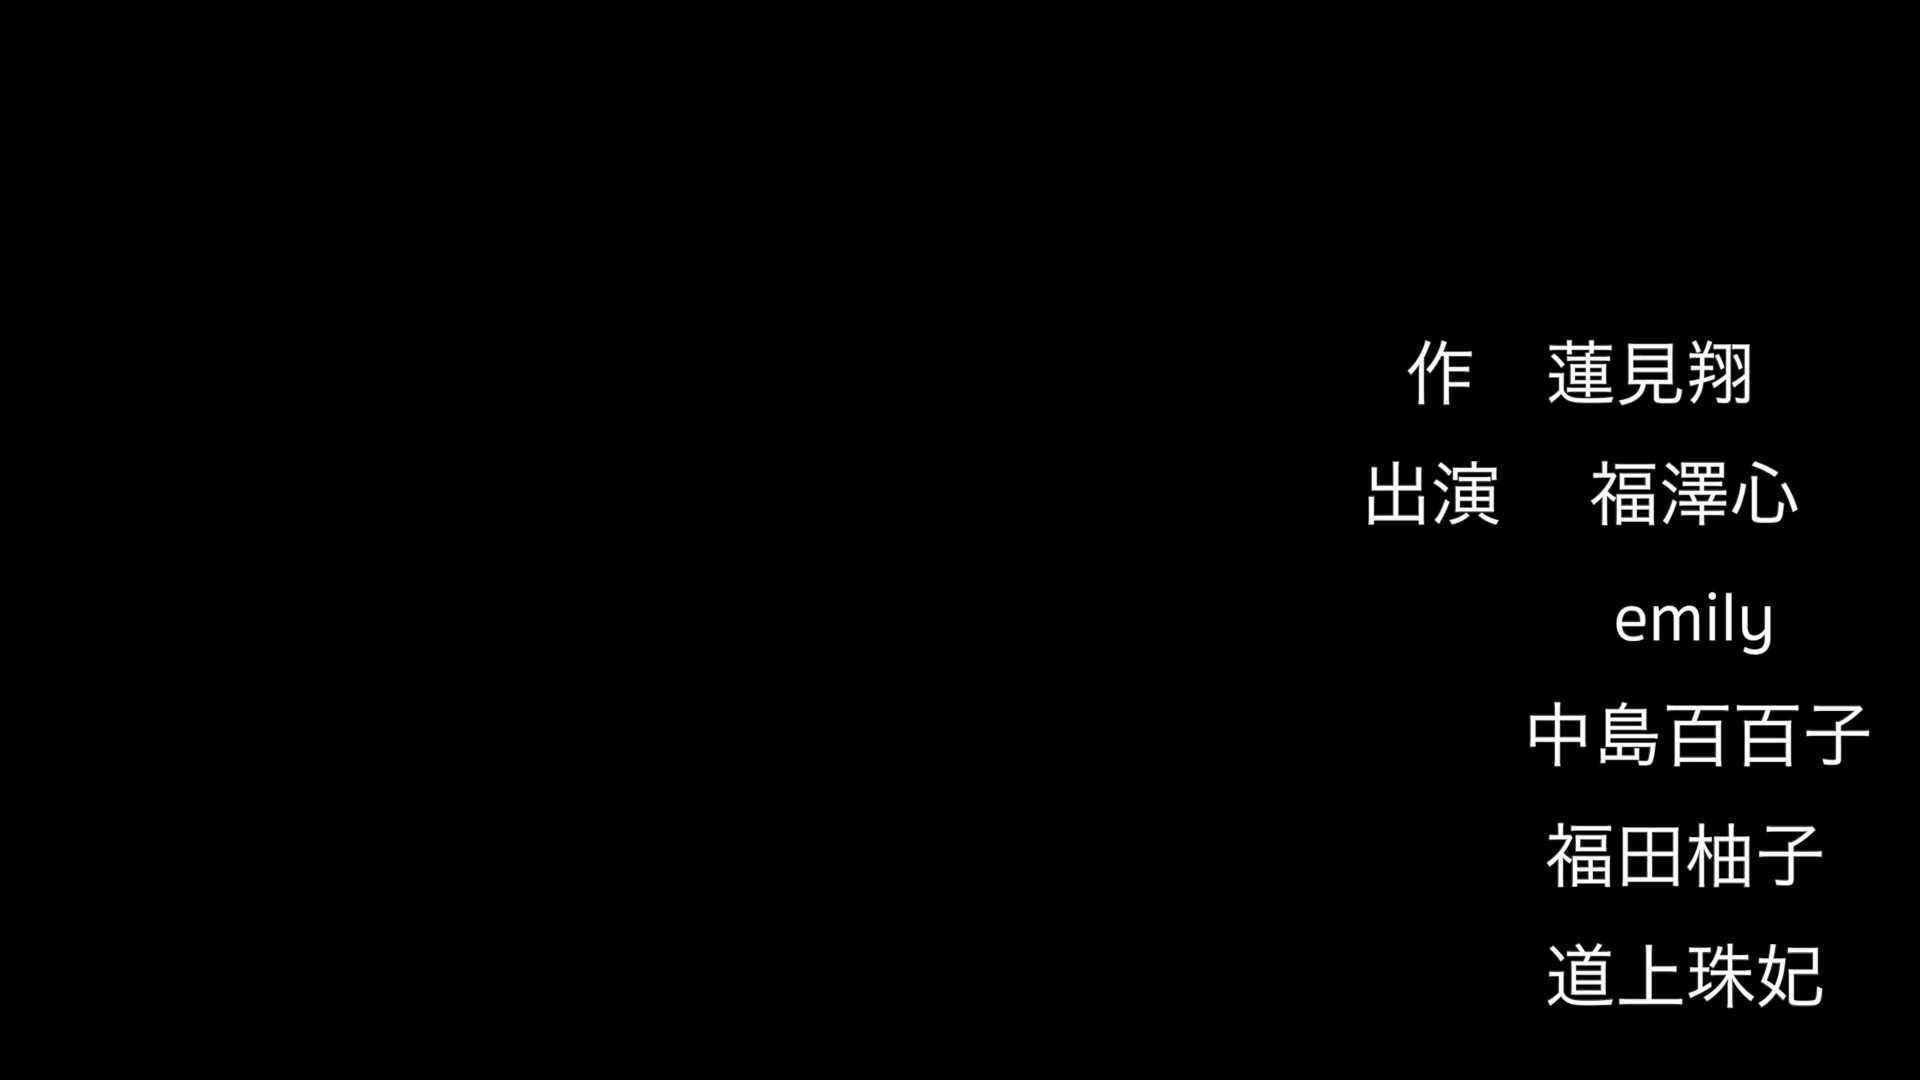 作　蓮見翔
出演　福澤心
emily
中島百百子
福田柚子
道上珠妃